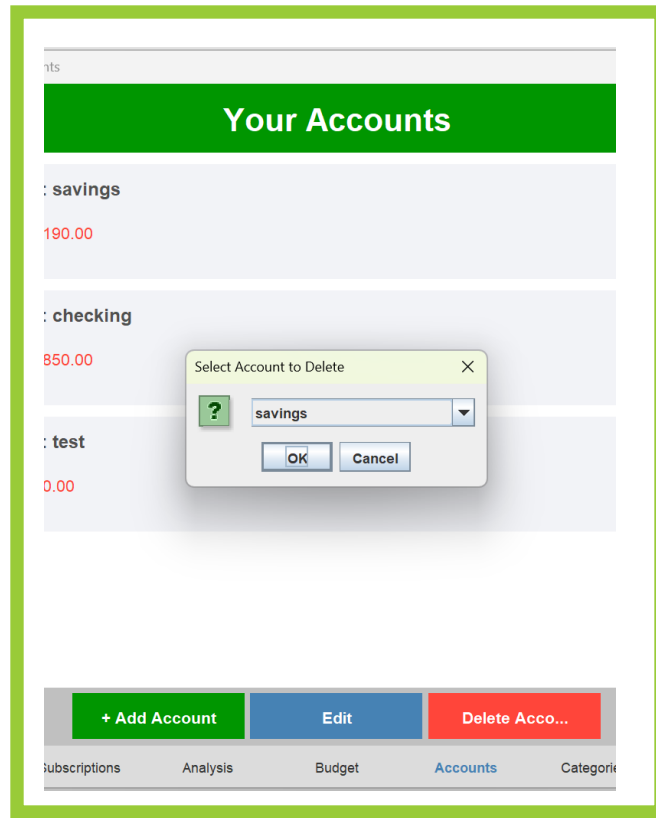 nts
Your Accounts
: savings
190.00
: checking
850.00
Select Account to Delete
?
savings
OK Cancel
: test
0.00
+ Add Account Edit Delete Acco...
Subscriptions Analysis Budget Accounts Categorie